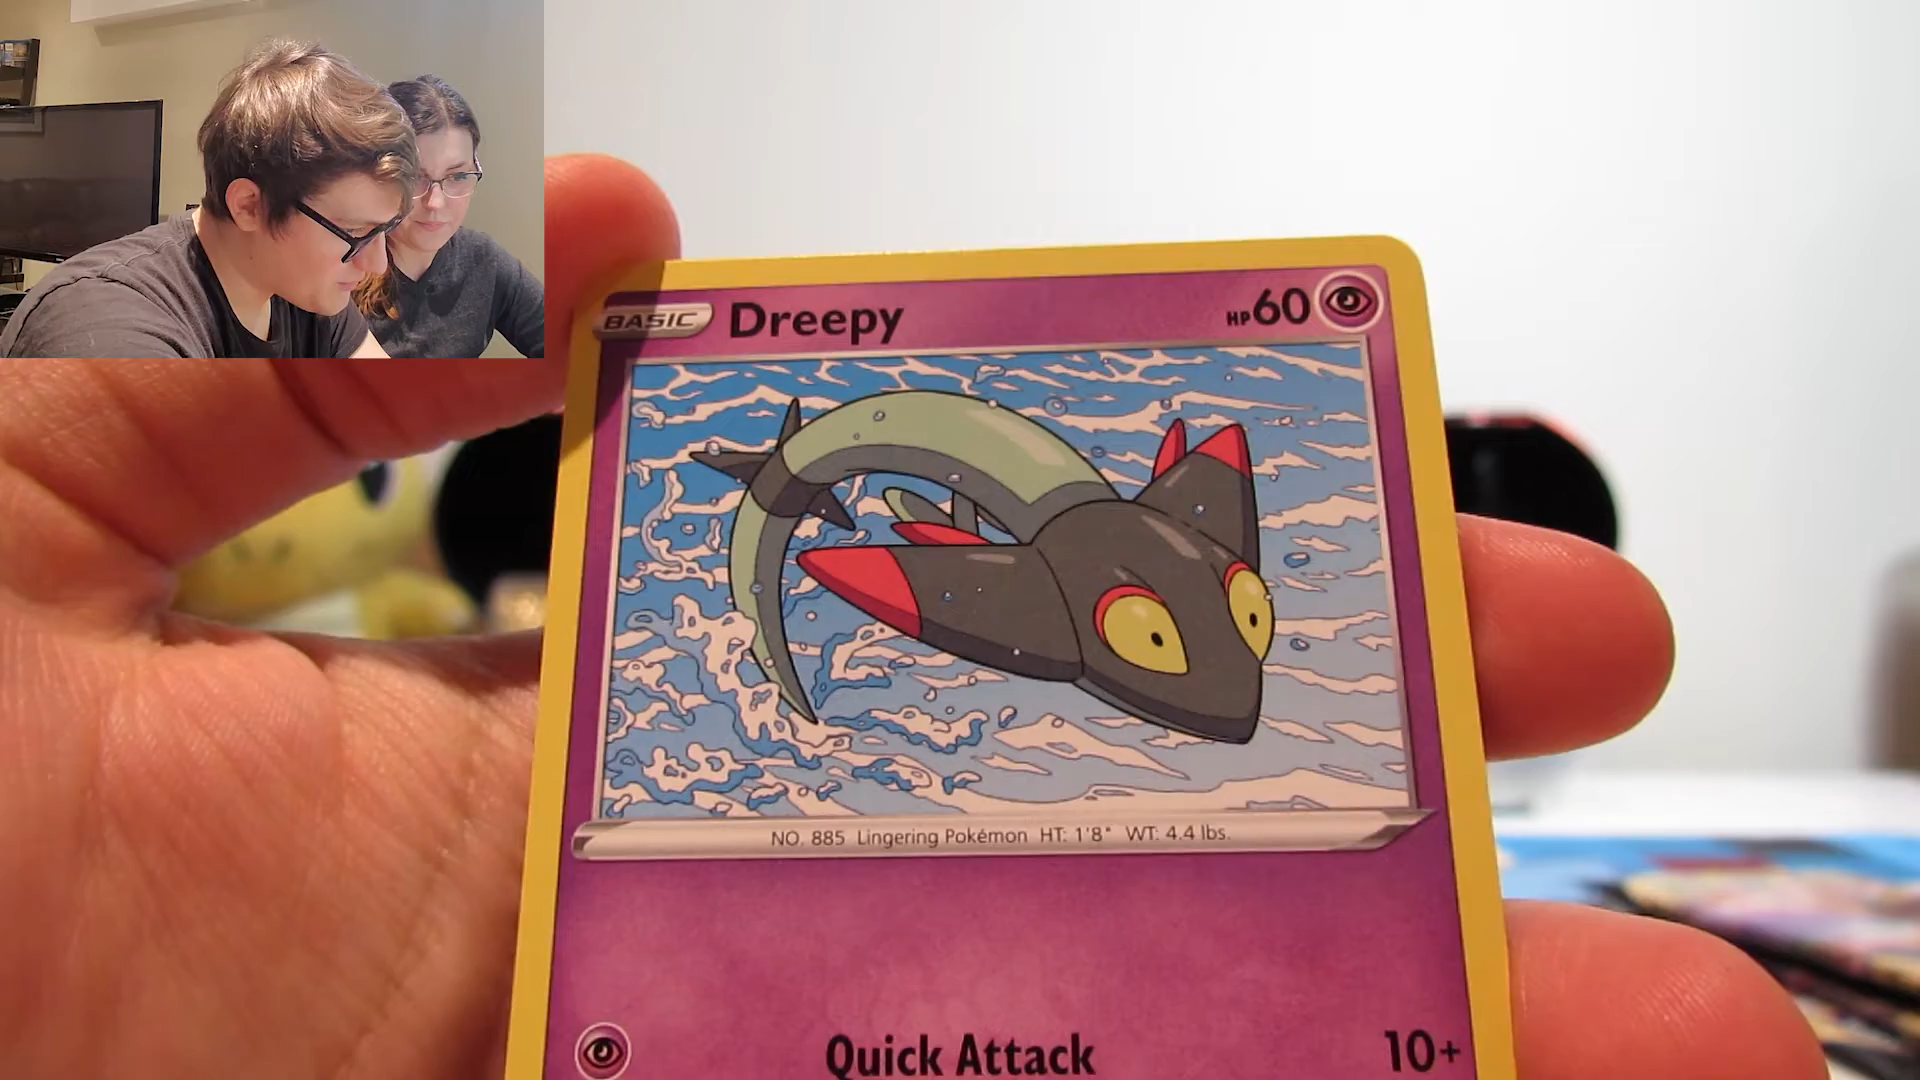 BASIC Dreepy HP60
NO. 885 Lingering Pokémon HT: 1'8" WT: 4.4 lbs.
Quick Attack 10+